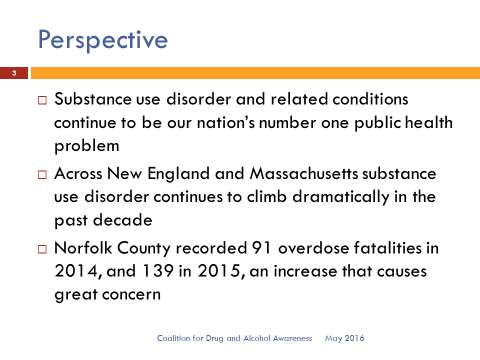 Perspective
3
Substance use disorder and related conditions
continue to be our nation's number one public health
problem
Across New England and Massachusetts substance
use disorder continues to climb dramatically in the
past decade
Norfolk County recorded 91 overdose fatalities in
2014, and 139 in 2015, an increase that causes
great concern
Coalition for Drug and Alcohol Awareness May 2016